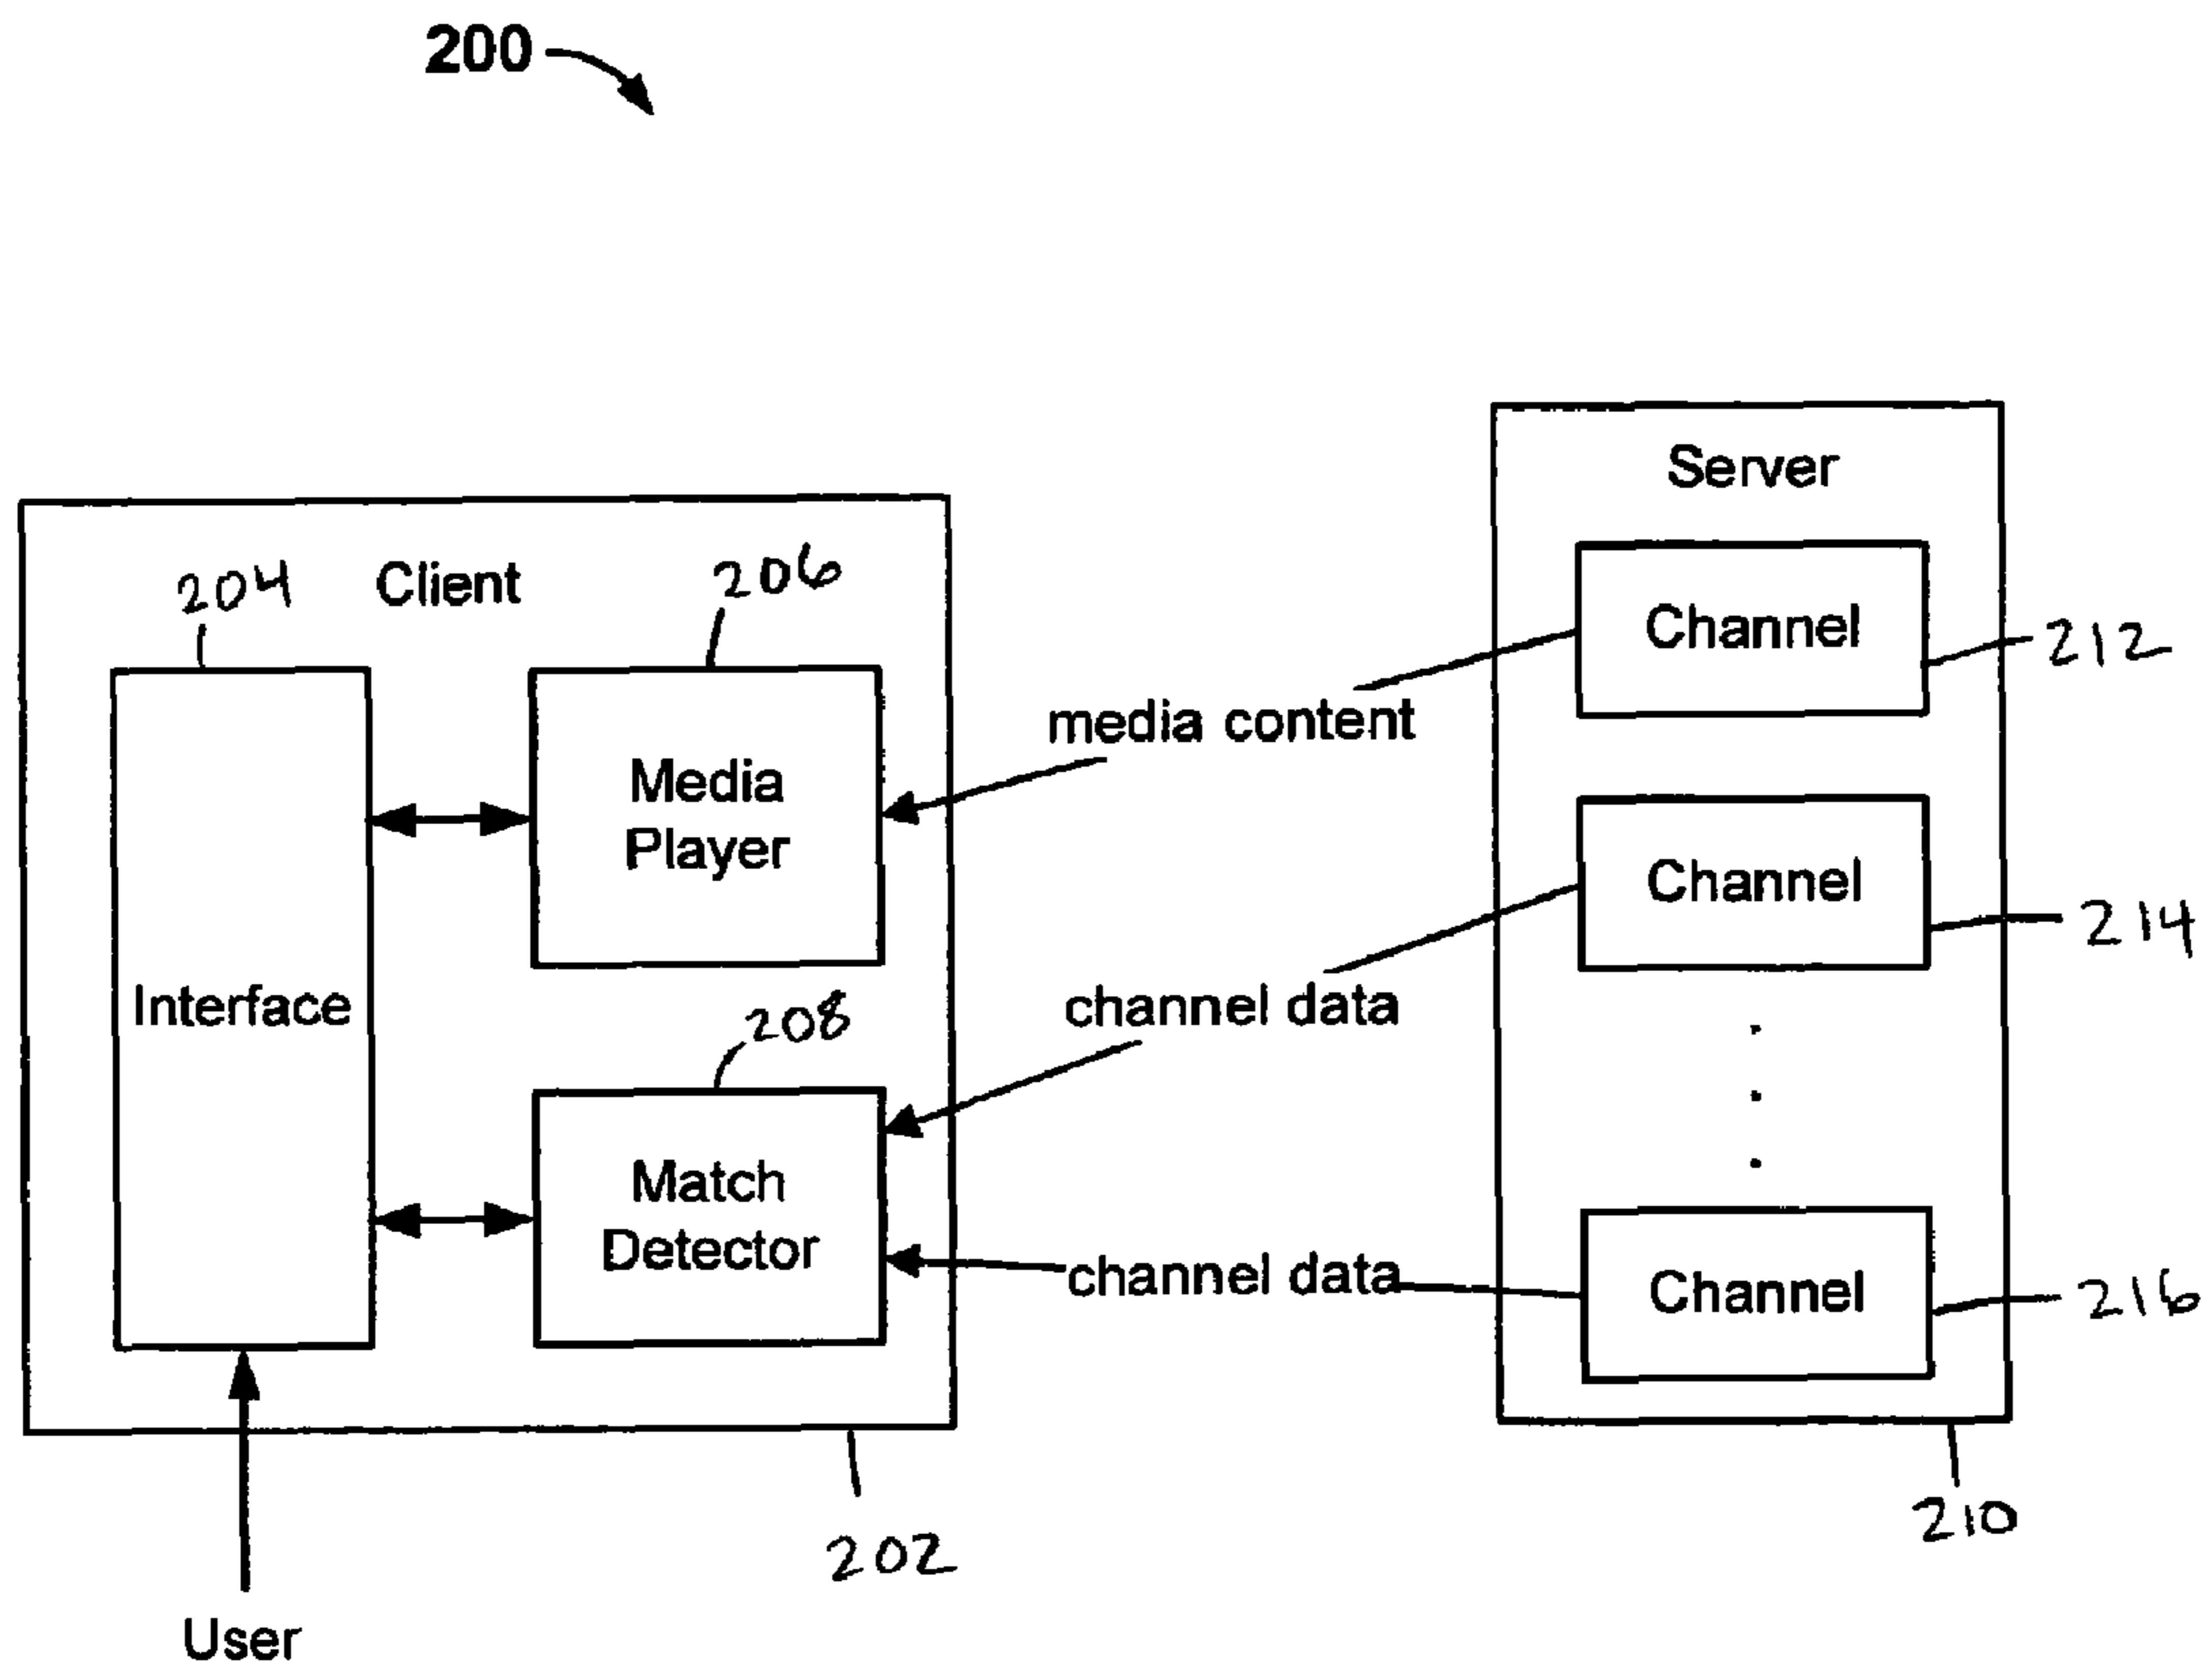 200
Server
Client
204
206
Channel
212
media content
Media
Player
Channel
214
Interface
208
channel data
Match
Detector
channel data
Channel
216
202
210
User